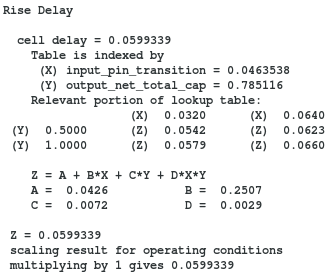 Rise Delay
cell delay = 0.0599339
Table is indexed by
(X) input_pin_transition = 0.0463538
(Y) output_net_total_cap = 0.785116
Relevant portion of lookup table:
(X) 0.0320 (X) 0.0640
(Y) 0.5000 (Z) 0.0542 (Z) 0.0623
(Y) 1.0000 (Z) 0.0579 (Z) 0.0660
Z = A + B*X + C*Y + D*X*Y
A = 0.0426 B = 0.2507
C = 0.0072 D = 0.0029
Z = 0.0599339
scaling result for operating conditions
multiplying by 1 gives 0.0599339